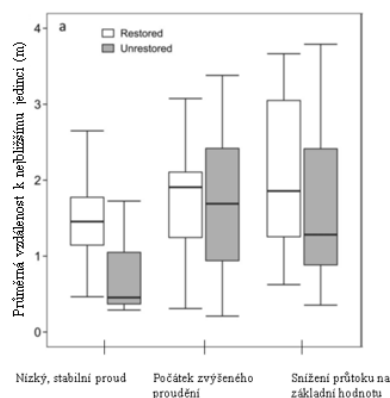 a
Restored
Unrestored
Průměrná vzdálenost k nejbližšímu jedinci (m)
4
3
2
1
0
Nízký, stabilní proud
Počátek zvýšeného
proudění
Snížení průtoku na
základní hodnotu